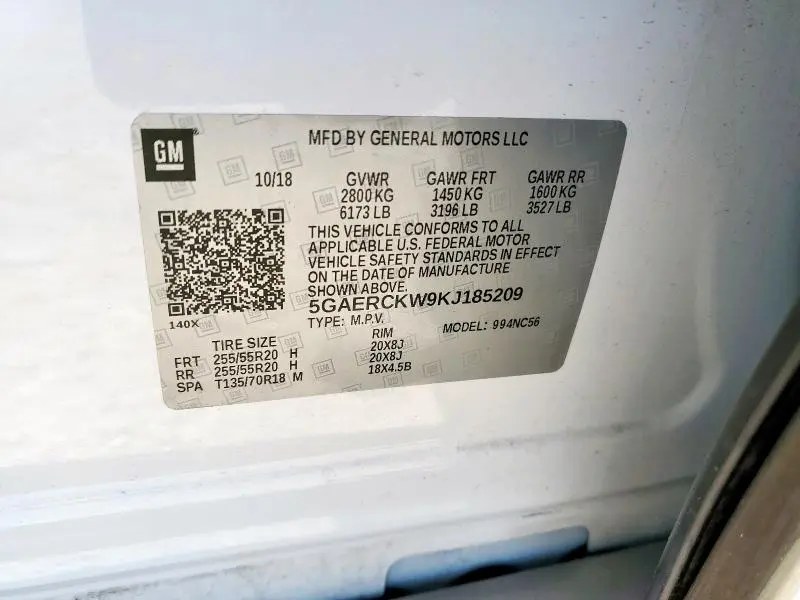 GM
MFD BY GENERAL MOTORS LLC
10/18 GVWR GAWR FRT GAWR RR
2800 KG 1450 KG 1600 KG
6173 LB 3196 LB 3527 LB
THIS VEHICLE CONFORMS TO ALL
APPLICABLE U.S. FEDERAL MOTOR
VEHICLE SAFETY STANDARDS IN EFFECT
ON THE DATE OF MANUFACTURE
SHOWN ABOVE.
5GAERCKW9KJ185209
140X
TYPE: M.P.V. MODEL: 994NC56
TIRE SIZE RIM
FRT 255/55R20 H 20X8J
RR 255/55R20 H 20X8J
SPA T135/70R18 M 18X4.5B